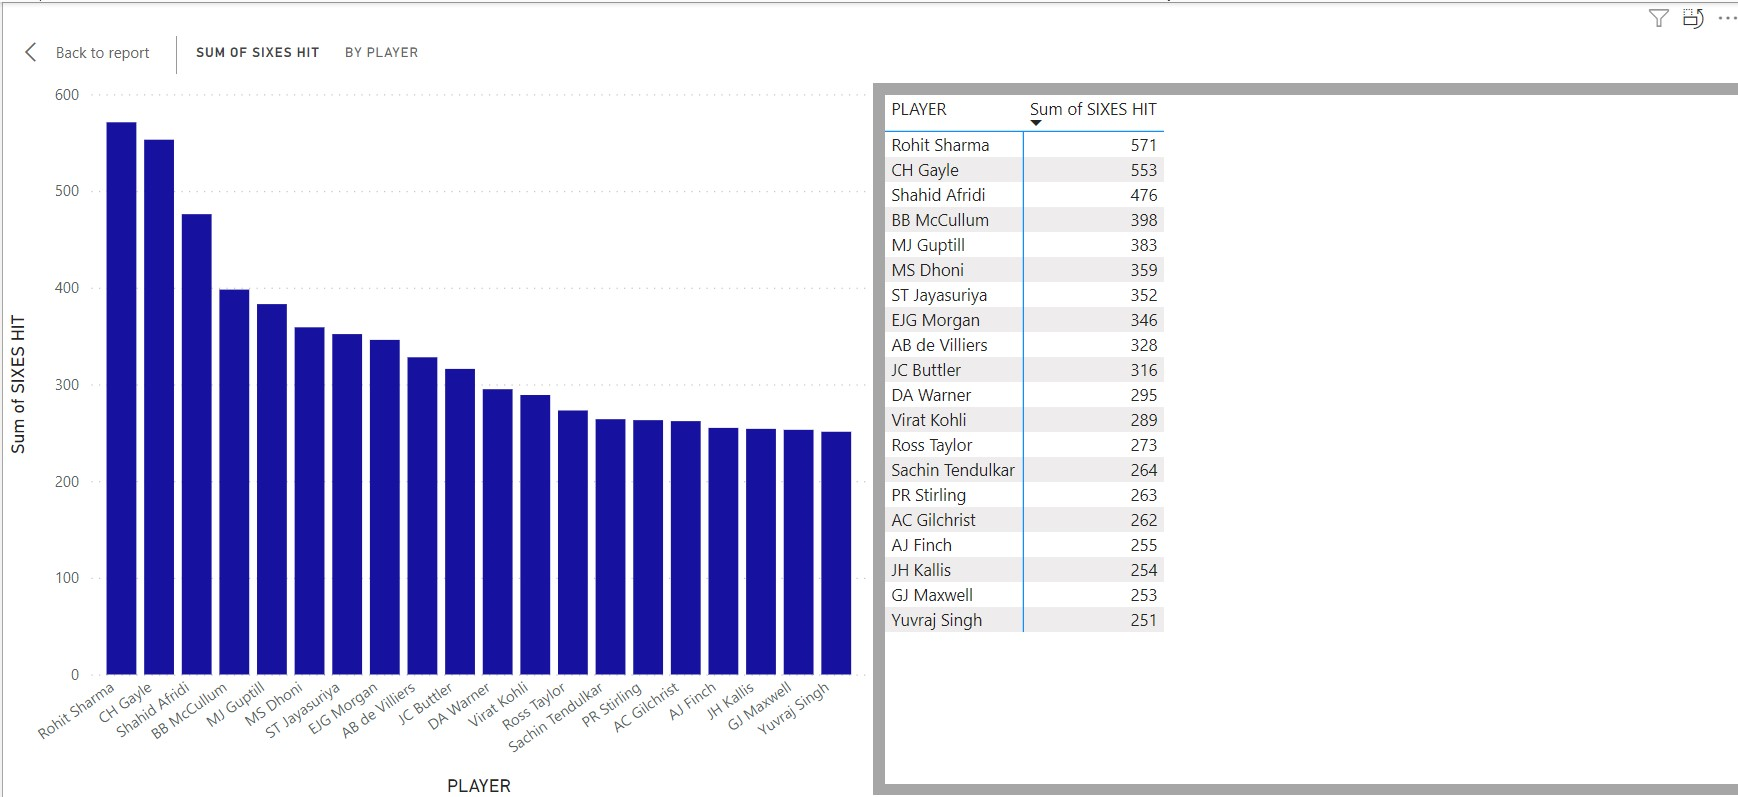 Back to report
SUM OF SIXES HIT
BY PLAYER
600
500
400
300
200
100
0
Sum of SIXES HIT
Rohit Sharma
CH Gayle
Shahid Afridi
BB McCullum
MJ Guptill
MS Dhoni
ST Jayasuriya
EJG Morgan
AB de Villiers
JC Buttler
DA Warner
Virat Kohli
Ross Taylor
Sachin Tendulkar
PR Stirling
AC Gilchrist
AJ Finch
JH Kallis
GJ Maxwell
Yuvraj Singh
PLAYER
PLAYER Sum of SIXES HIT
Rohit Sharma 571
CH Gayle 553
Shahid Afridi 476
BB McCullum 398
MJ Guptill 383
MS Dhoni 359
ST Jayasuriya 352
EJG Morgan 346
AB de Villiers 328
JC Buttler 316
DA Warner 295
Virat Kohli 289
Ross Taylor 273
Sachin Tendulkar 264
PR Stirling 263
AC Gilchrist 262
AJ Finch 255
JH Kallis 254
GJ Maxwell 253
Yuvraj Singh 251